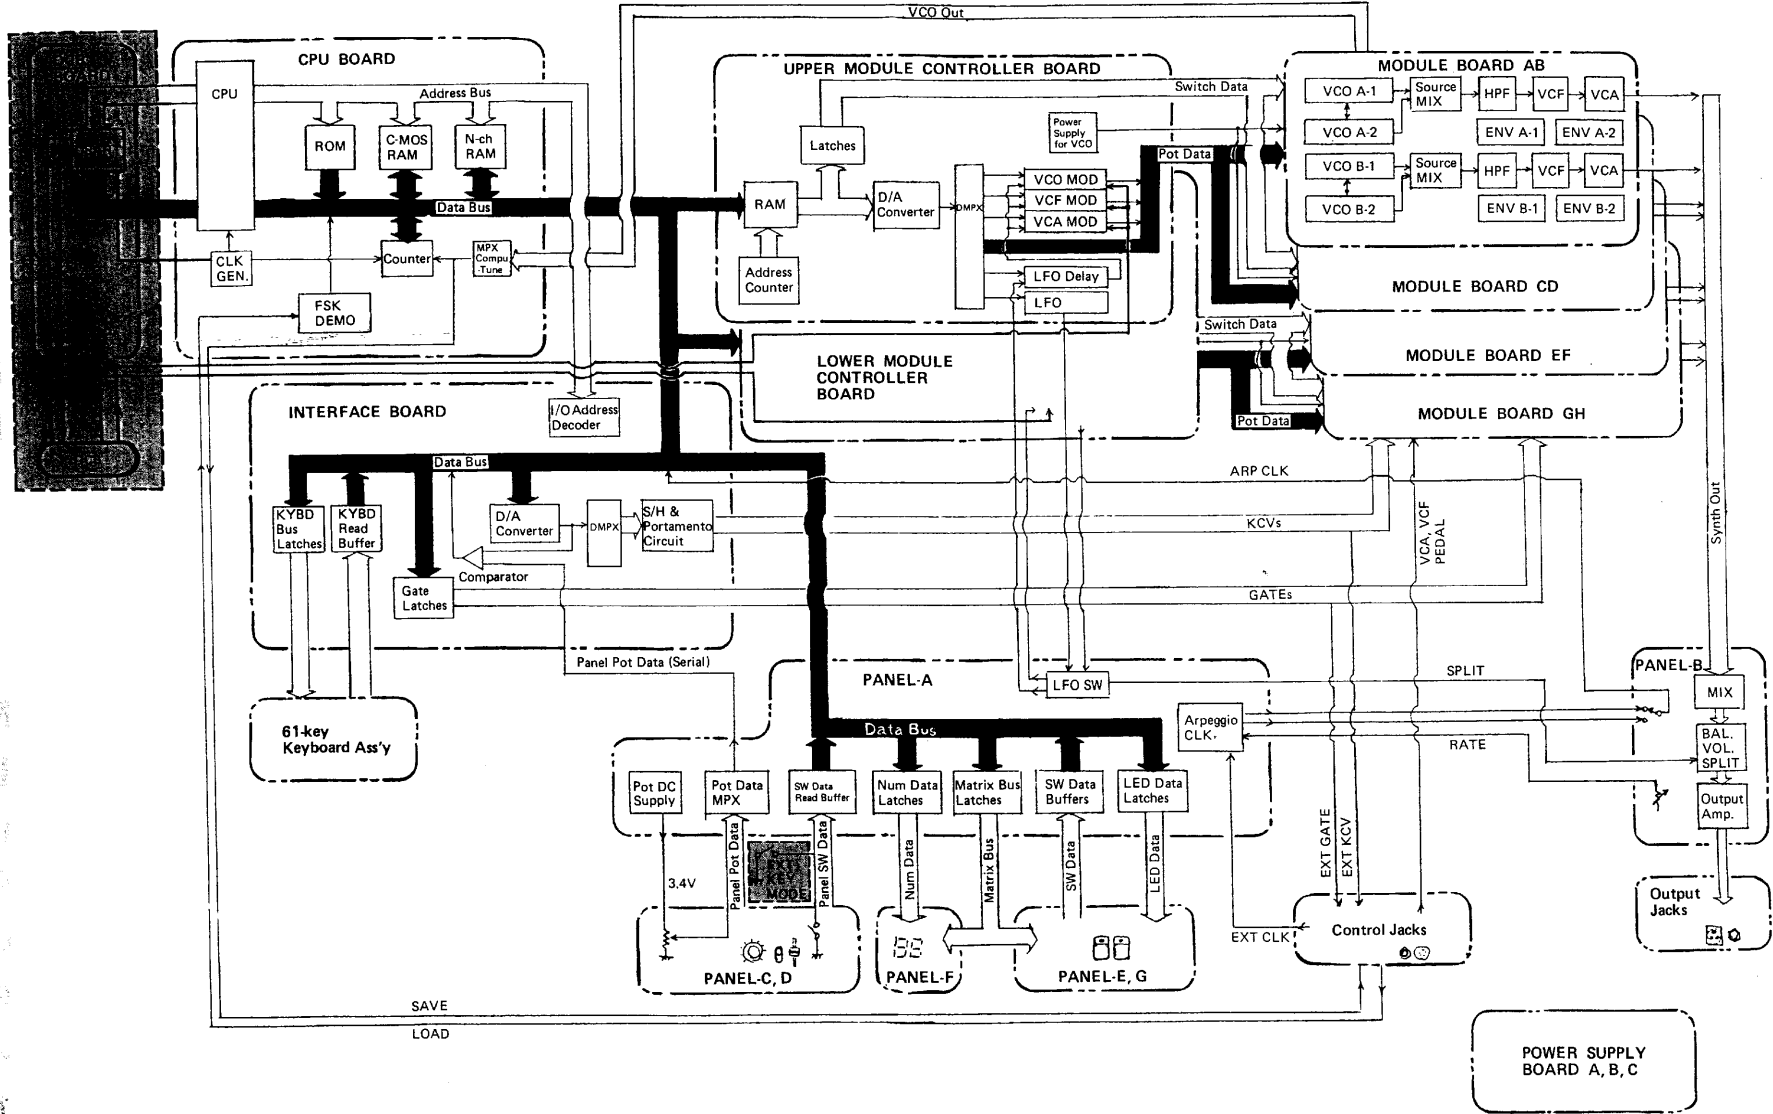 VCO Out
CPU BOARD
CPU
Address Bus
ROM
C-MOS
RAM
N-ch
RAM
Data Bus
CLK
GEN.
Counter
MPX
Compu
-Tune
FSK
DEMO
UPPER MODULE CONTROLLER BOARD
Switch Data
Latches
Power
Supply
for VCO
Pot Data
RAM
D/A
Converter
DMPX
VCO MOD
VCF MOD
VCA MOD
Address
Counter
LFO Delay
LFO
MODULE BOARD AB
VCO A-1
Source
MIX
HPF
VCF
VCA
VCO A-2
ENV A-1
ENV A-2
VCO B-1
Source
MIX
HPF
VCF
VCA
VCO B-2
ENV B-1
ENV B-2
MODULE BOARD CD
Switch Data
MODULE BOARD EF
MODULE BOARD GH
Pot Data
LOWER MODULE
CONTROLLER
BOARD
INTERFACE BOARD
I/O Address
Decoder
Data Bus
KYBD
Bus
Latches
KYBD
Read
Buffer
D/A
Converter
DMPX
S/H &
Portamento
Circuit
Comparator
Gate
Latches
ARP CLK
KCVs
VCA, VCF
PEDAL
GATEs
Synth Out
Panel Pot Data (Serial)
61-key
Keyboard Ass'y
PANEL-A
LFO SW
SPLIT
Arpeggio
CLK.
RATE
Data Bus
Pot DC
Supply
Pot Data
MPX
SW Data
Read Buffer
Num Data
Latches
Matrix Bus
Latches
SW Data
Buffers
LED Data
Latches
PANEL-B
MIX
BAL.
VOL.
SPLIT
Output
Amp.
3.4V
Panel Pot Data
EXT
KEY
MODE
Panel SW Data
Num Data
Matrix Bus
SW Data
LED Data
EXT GATE
EXT KCV
EXT CLK
Control Jacks
Output
Jacks
PANEL-C, D
PANEL-F
PANEL-E, G
SAVE
LOAD
POWER SUPPLY
BOARD A, B, C